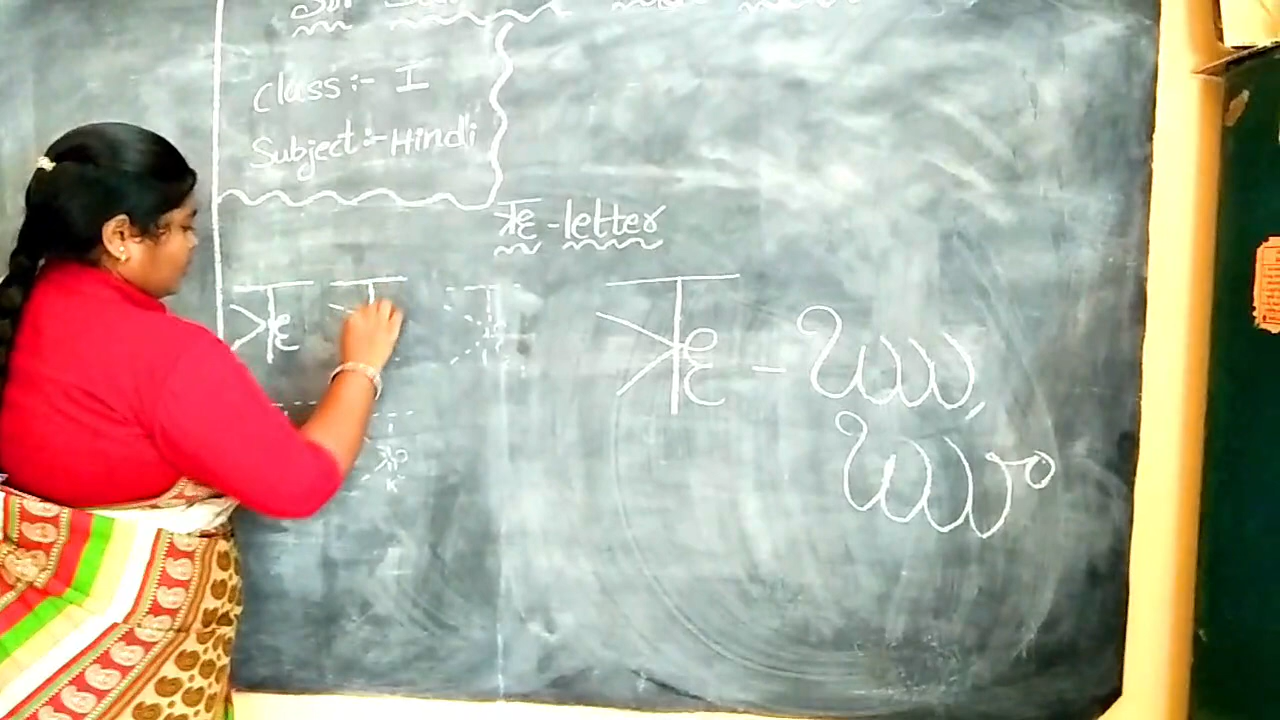 Class:- I
Subject:- Hindi
ऋ - letter
ऋ ऋ
ऋ - ఋ,
ౠ